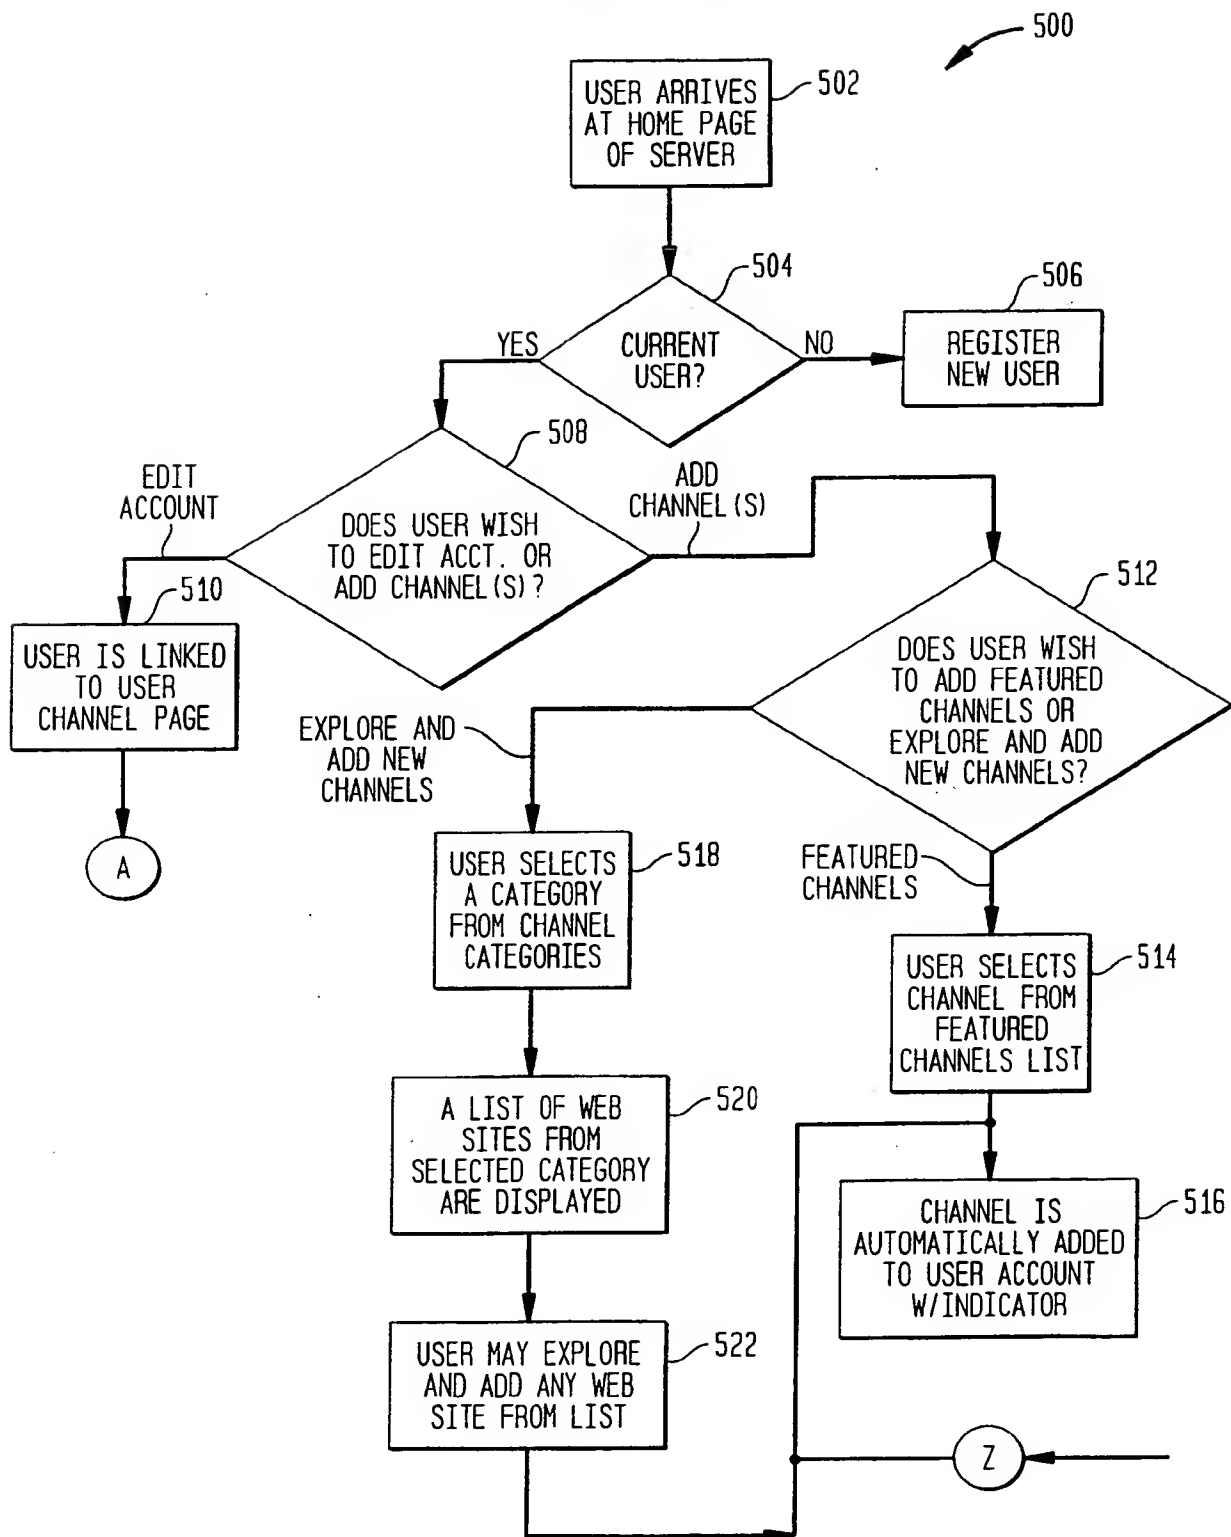 500
USER ARRIVES
AT HOME PAGE
OF SERVER
502
504
CURRENT
USER?
YES
NO
506
REGISTER
NEW USER
508
DOES USER WISH
TO EDIT ACCT. OR
ADD CHANNEL(S)?
EDIT
ACCOUNT
ADD
CHANNEL(S)
510
USER IS LINKED
TO USER
CHANNEL PAGE
A
512
DOES USER WISH
TO ADD FEATURED
CHANNELS OR
EXPLORE AND ADD
NEW CHANNELS?
EXPLORE AND
ADD NEW
CHANNELS
FEATURED
CHANNELS
USER SELECTS
A CATEGORY
FROM CHANNEL
CATEGORIES
518
USER SELECTS
CHANNEL FROM
FEATURED
CHANNELS LIST
514
A LIST OF WEB
SITES FROM
SELECTED CATEGORY
ARE DISPLAYED
520
CHANNEL IS
AUTOMATICALLY ADDED
TO USER ACCOUNT
W/INDICATOR
516
USER MAY EXPLORE
AND ADD ANY WEB
SITE FROM LIST
522
Z